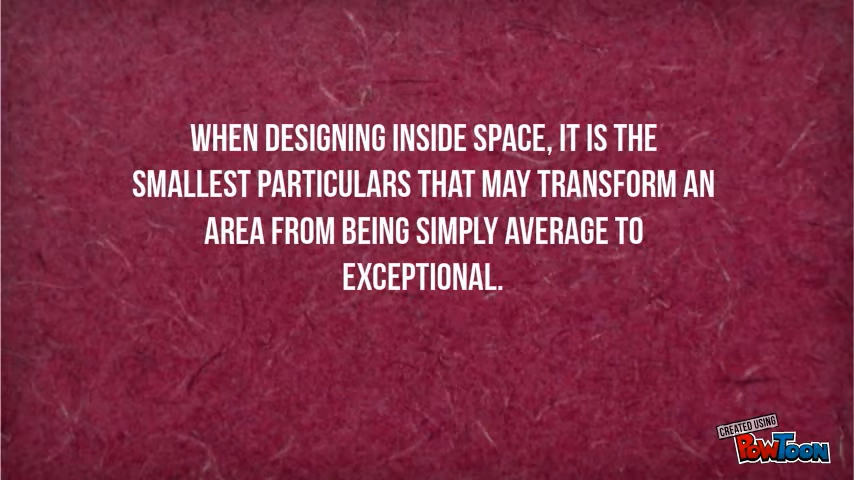 WHEN DESIGNING INSIDE SPACE, IT IS THE
SMALLEST PARTICULARS THAT MAY TRANSFORM AN
AREA FROM BEING SIMPLY AVERAGE TO
EXCEPTIONAL.
CREATED USING
POWTOON